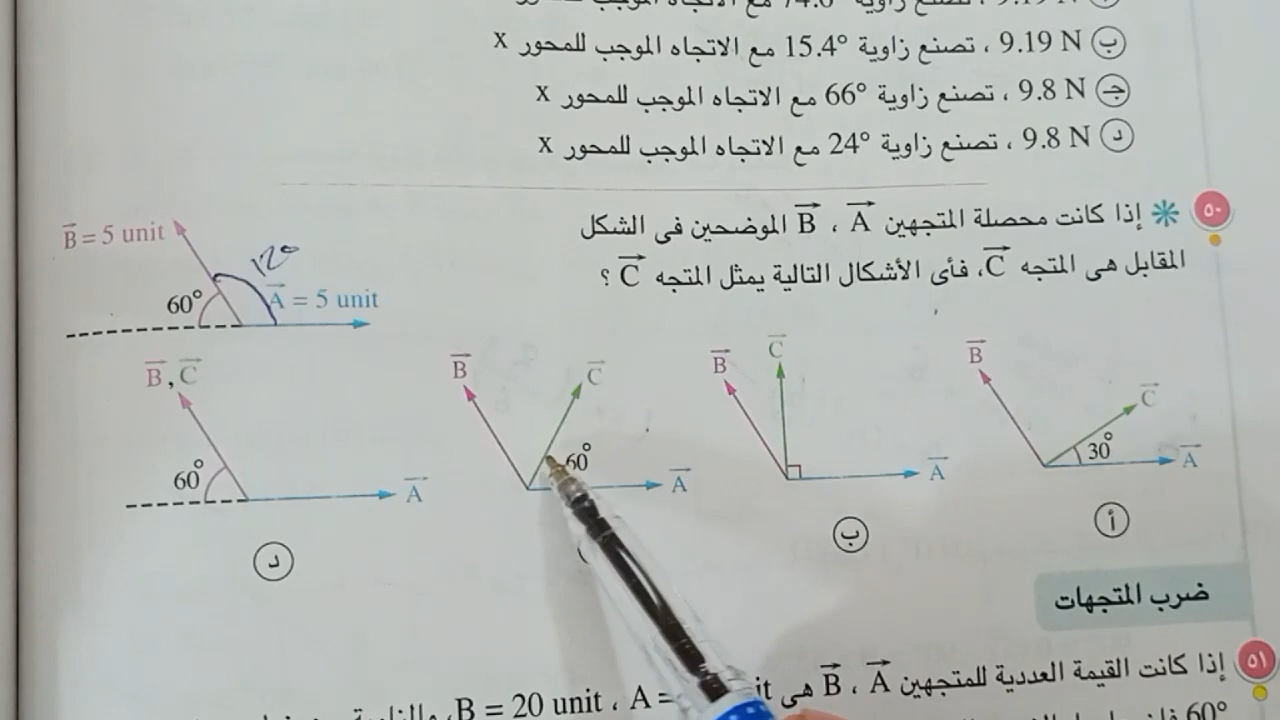 ب 9.19 N ، تصنع زاوية 15.4° مع الاتجاه الموجب للمحور x
ج 9.8 N ، تصنع زاوية 66° مع الاتجاه الموجب للمحور x
د 9.8 N ، تصنع زاوية 24° مع الاتجاه الموجب للمحور x
٥٠ إذا كانت محصلة المتجهين A ، B الموضحين فى الشكل
المقابل هى المتجه C، فأى الأشكال التالية يمثل المتجه C ؟
B = 5 unit
120
60°
A = 5 unit
B
C
30°
A
أ
B
C
A
ب
B
C
60°
A
B , C
60°
A
د
ضرب المتجهات
٥١ إذا كانت القيمة العددية للمتجهين A ، B هى
B = 20 unit ، A =
60°